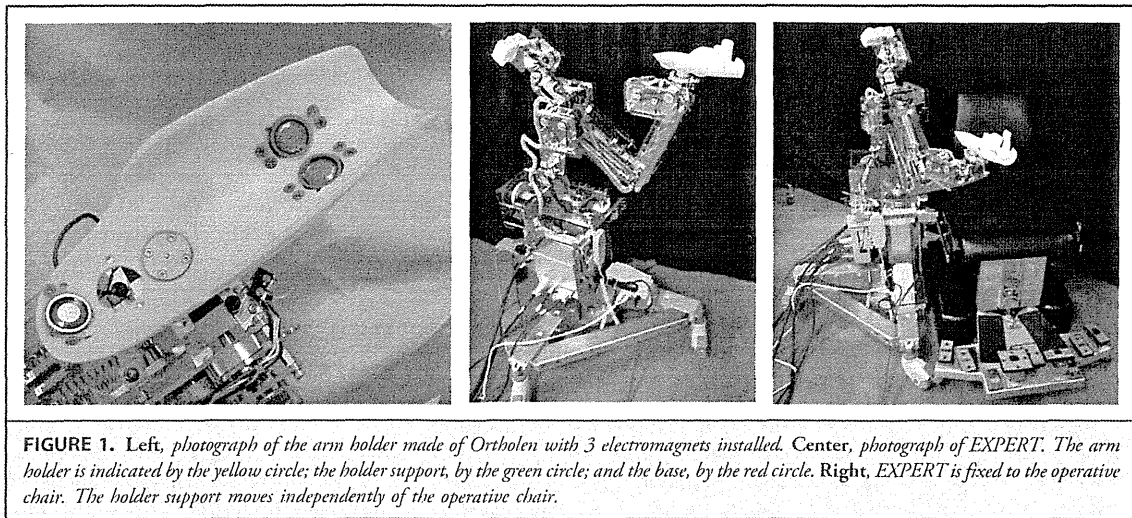 FIGURE 1. Left, photograph of the arm holder made of Ortholen with 3 electromagnets installed. Center, photograph of EXPERT. The arm
holder is indicated by the yellow circle; the holder support, by the green circle; and the base, by the red circle. Right, EXPERT is fixed to the operative
chair. The holder support moves independently of the operative chair.